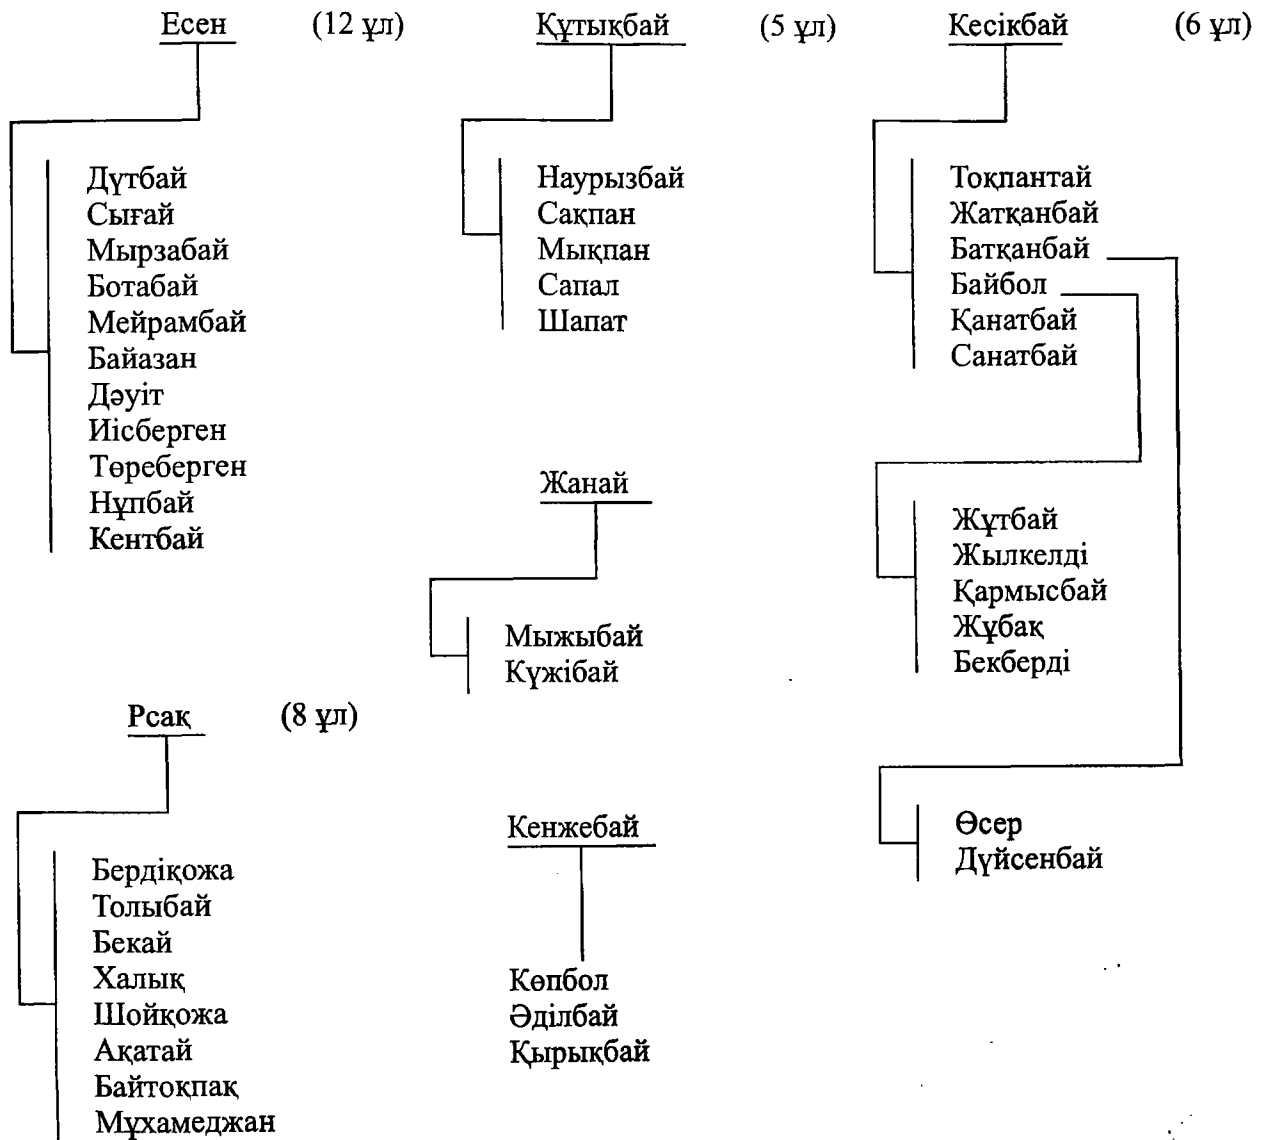 Есен (12 ұл)
Дүтбай
Сығай
Мырзабай
Ботабай
Мейрамбай
Байазан
Дәуіт
Иісберген
Төреберген
Нұпбай
Кентбай
Құтықбай (5 ұл)
Наурызбай
Сақпан
Мықпан
Сапал
Шапат
Кесікбай (6 ұл)
Тоқпантай
Жатқанбай
Батқанбай
Байбол
Қанатбай
Санатбай
Жанай
Мыжыбай
Күжібай
Жұтбай
Жылкелді
Қармысбай
Жұбақ
Бекберді
Рсақ (8 ұл)
Бердіқожа
Толыбай
Бекай
Халық
Шойқожа
Ақатай
Байтоқпақ
Мұхамеджан
Кенжебай
Көпбол
Әділбай
Қырықбай
Өсер
Дүйсенбай